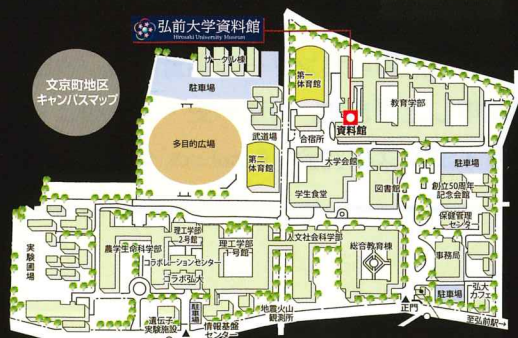 弘前大学資料館
Hirosaki University Museum
文京町地区
キャンパスマップ
サークル棟
駐車場
第一
体育館
教育学部
資料館
武道場
合宿所
多目的広場
第二
体育館
大学会館
駐車場
学生食堂
図書館
創立50周年
記念会館
保健管理
センター
実験圃場
農学生命科学部
理工学部
2号館
コラボレーションセンター
コラボ弘大
理工学部
1号館
人文社会科学部
総合教育棟
事務局
遺伝子
実験施設
駐車場
情報基盤
センター
地震火山
観測所
正門
駐車場
弘大
カフェ
至弘前駅→